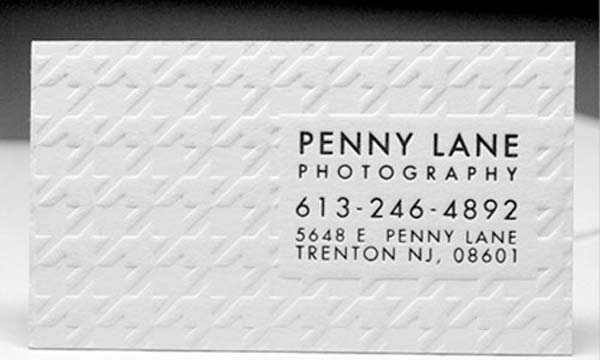 PENNY LANE
PHOTOGRAPHY
613-246-4892
5648 E PENNY LANE
TRENTON NJ, 08601